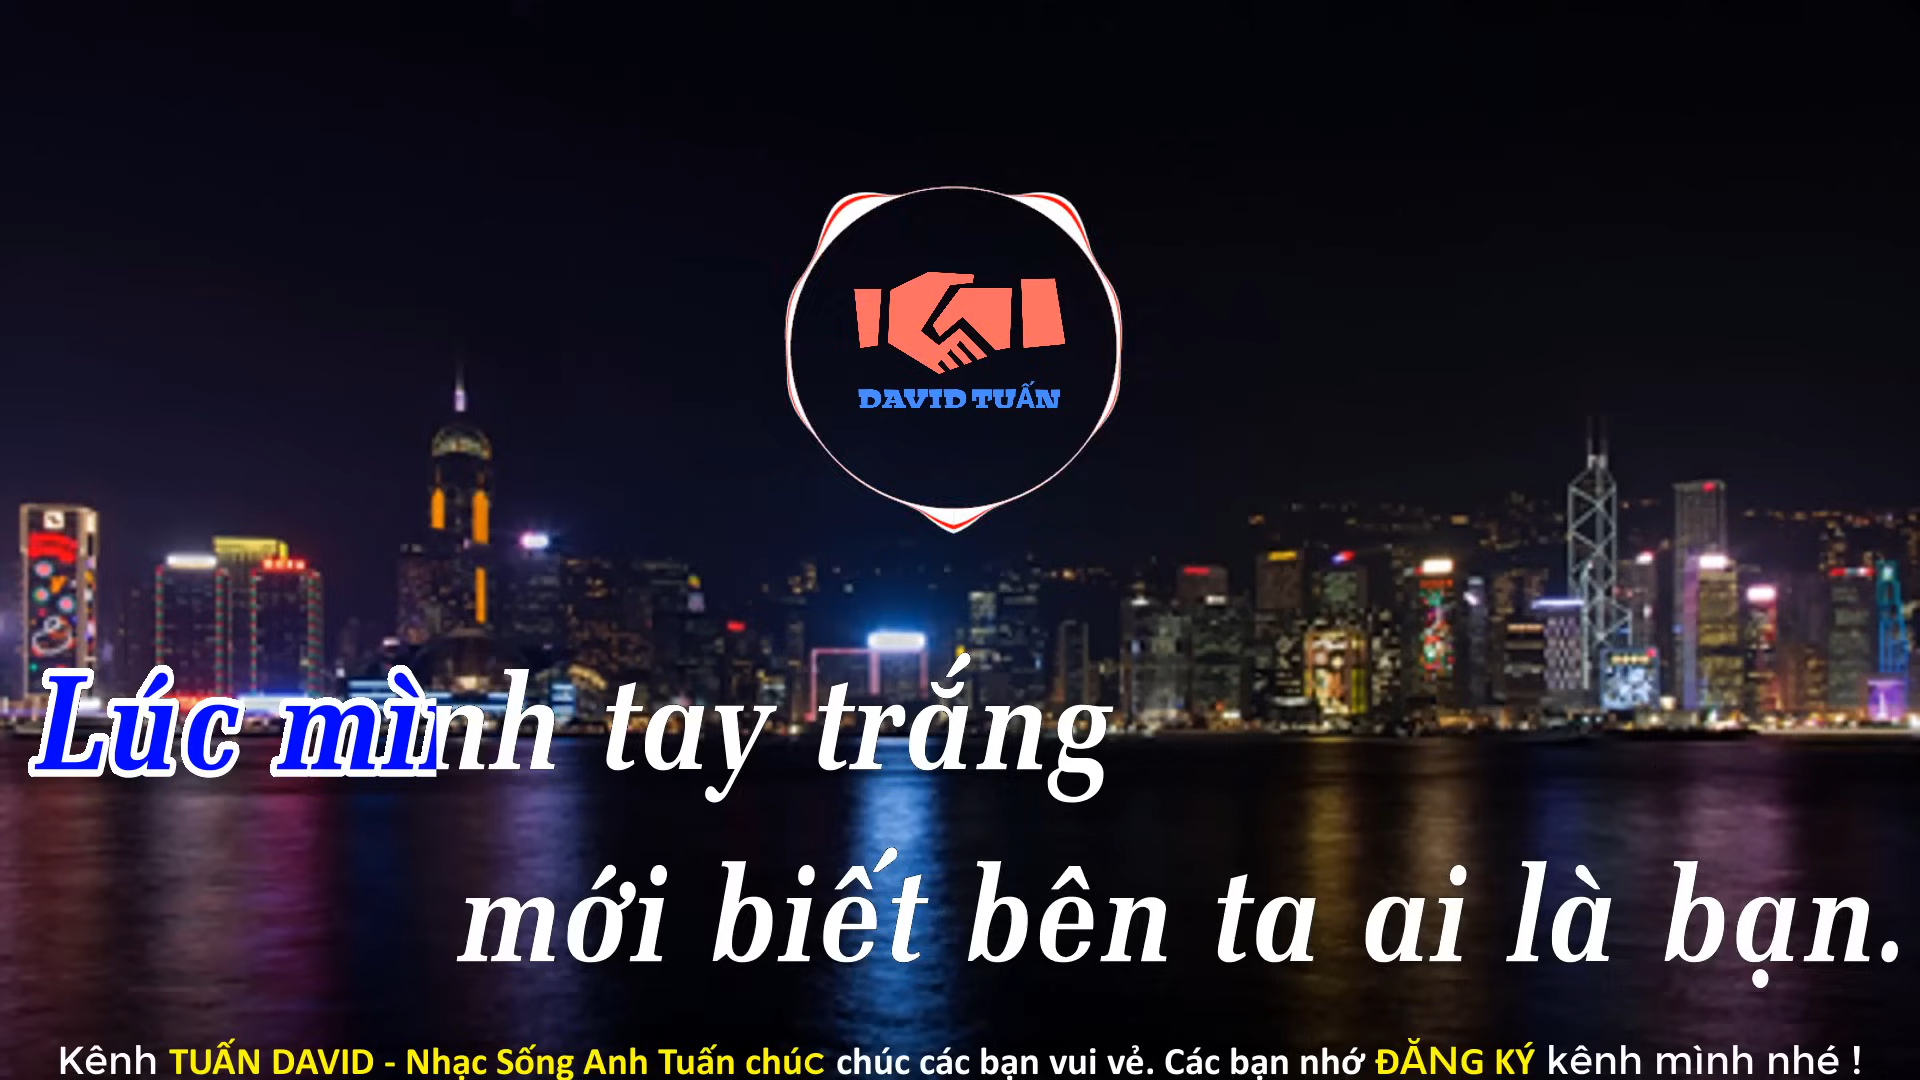 DAVID TUẤN
Lúc mình tay trắng
mới biết bên ta ai là bạn.
Kênh TUẤN DAVID - Nhạc Sống Anh Tuấn chúc chúc các bạn vui vẻ. Các bạn nhớ ĐĂNG KÝ kênh mình nhé !